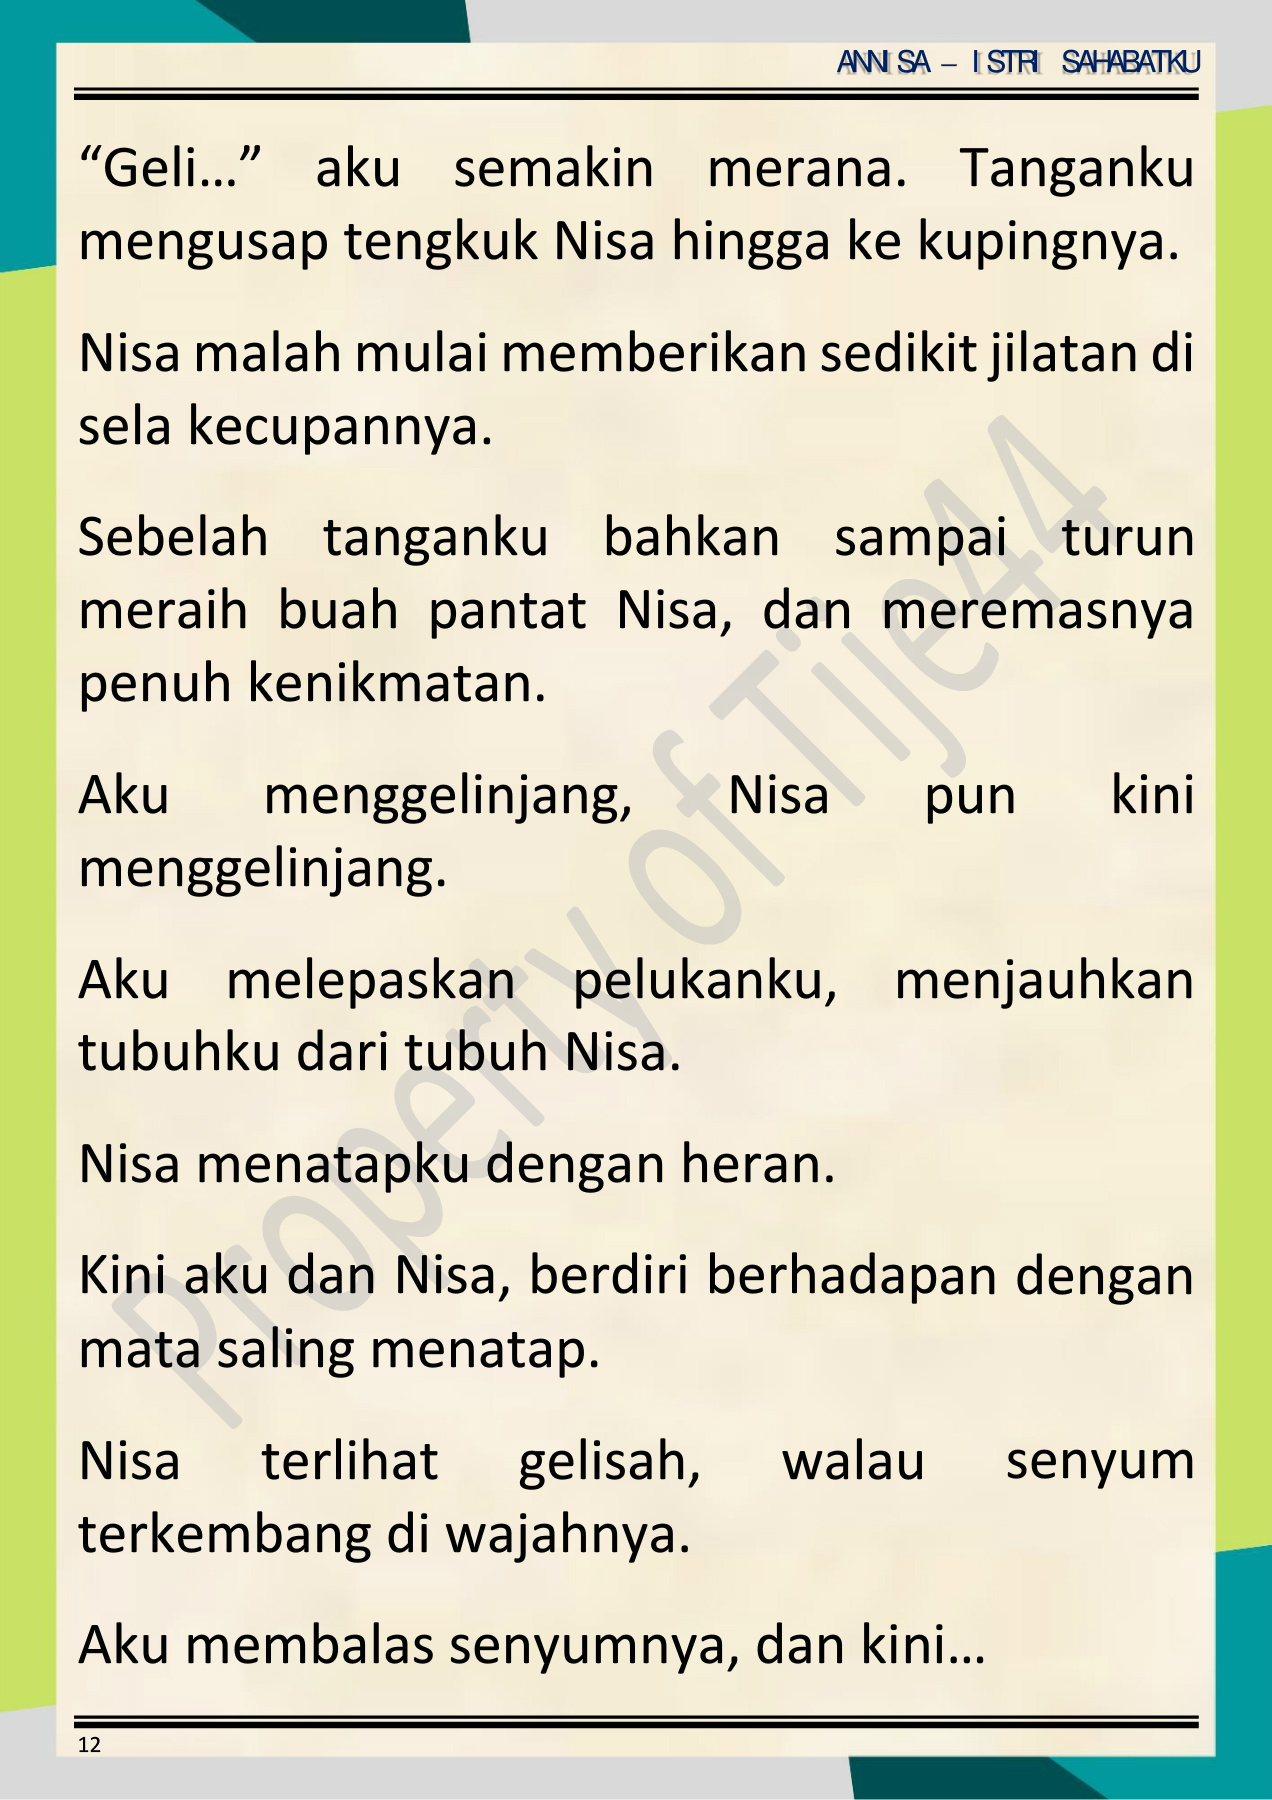 ANNISA – ISTRI SAHABATKU
“Geli…” aku semakin merana. Tanganku
mengusap tengkuk Nisa hingga ke kupingnya.
Nisa malah mulai memberikan sedikit jilatan di
sela kecupannya.
Sebelah tanganku bahkan sampai turun
meraih buah pantat Nisa, dan meremasnya
penuh kenikmatan.
Aku menggelinjang, Nisa pun kini
menggelinjang.
Aku melepaskan pelukanku, menjauhkan
tubuhku dari tubuh Nisa.
Nisa menatapku dengan heran.
Kini aku dan Nisa, berdiri berhadapan dengan
mata saling menatap.
Nisa terlihat gelisah, walau senyum
terkembang di wajahnya.
Aku membalas senyumnya, dan kini…
12
Property of Tije44